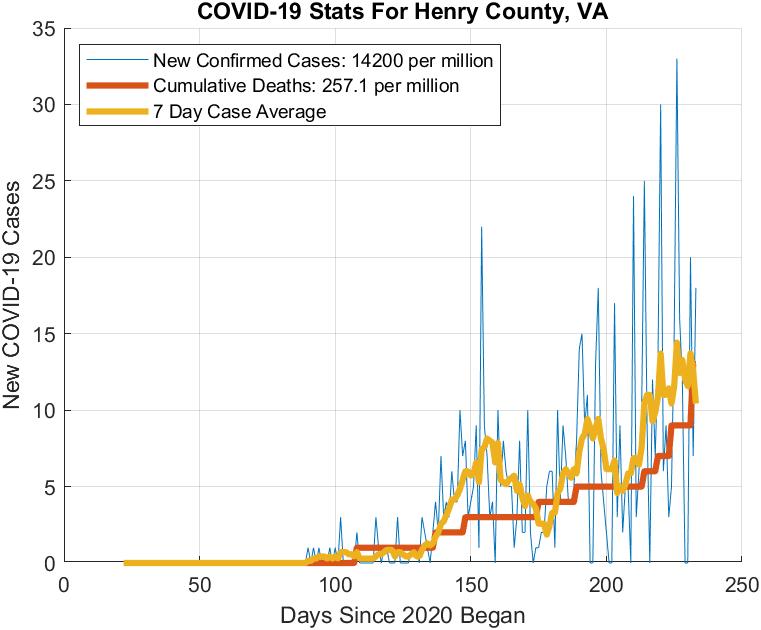 COVID-19 Stats For Henry County, VA
New Confirmed Cases: 14200 per million
Cumulative Deaths: 257.1 per million
7 Day Case Average
New COVID-19 Cases
35
30
25
20
15
10
5
0
0 50 100 150 200 250
Days Since 2020 Began